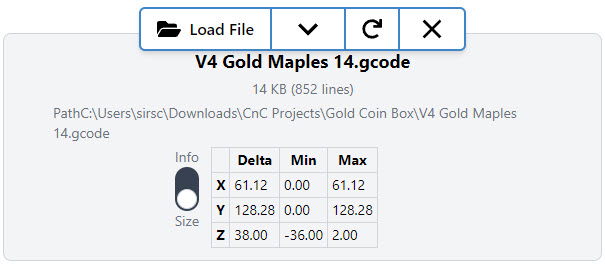 Load File
V4 Gold Maples 14.gcode
14 KB (852 lines)
PathC:\Users\sirsc\Downloads\CnC Projects\Gold Coin Box\V4 Gold Maples
14.gcode
Info
Size
Delta Min Max
X 61.12 0.00 61.12
Y 128.28 0.00 128.28
Z 38.00 -36.00 2.00